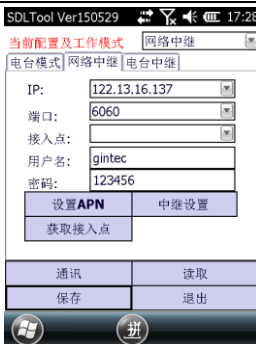 SDLTool Ver150529 17:28
当前配置及工作模式 网络中继
电台模式 网络中继 电台中继
IP: 122.13.16.137
端口: 6060
接入点:
用户名: gintec
密码: 123456
设置APN 中继设置
获取接入点
通讯 读取
保存 退出
拼